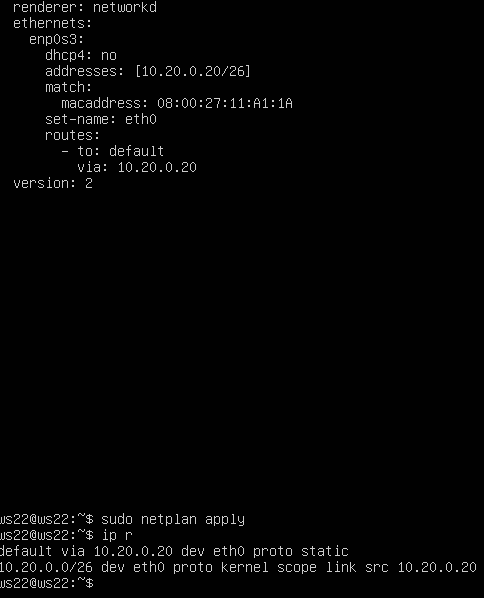 renderer: networkd
ethernets:
enp0s3:
dhcp4: no
addresses: [10.20.0.20/26]
match:
macaddress: 08:00:27:11:A1:1A
set-name: eth0
routes:
- to: default
via: 10.20.0.20
version: 2
ws22@ws22:~$ sudo netplan apply
ws22@ws22:~$ ip r
default via 10.20.0.20 dev eth0 proto static
10.20.0.0/26 dev eth0 proto kernel scope link src 10.20.0.20
ws22@ws22:~$